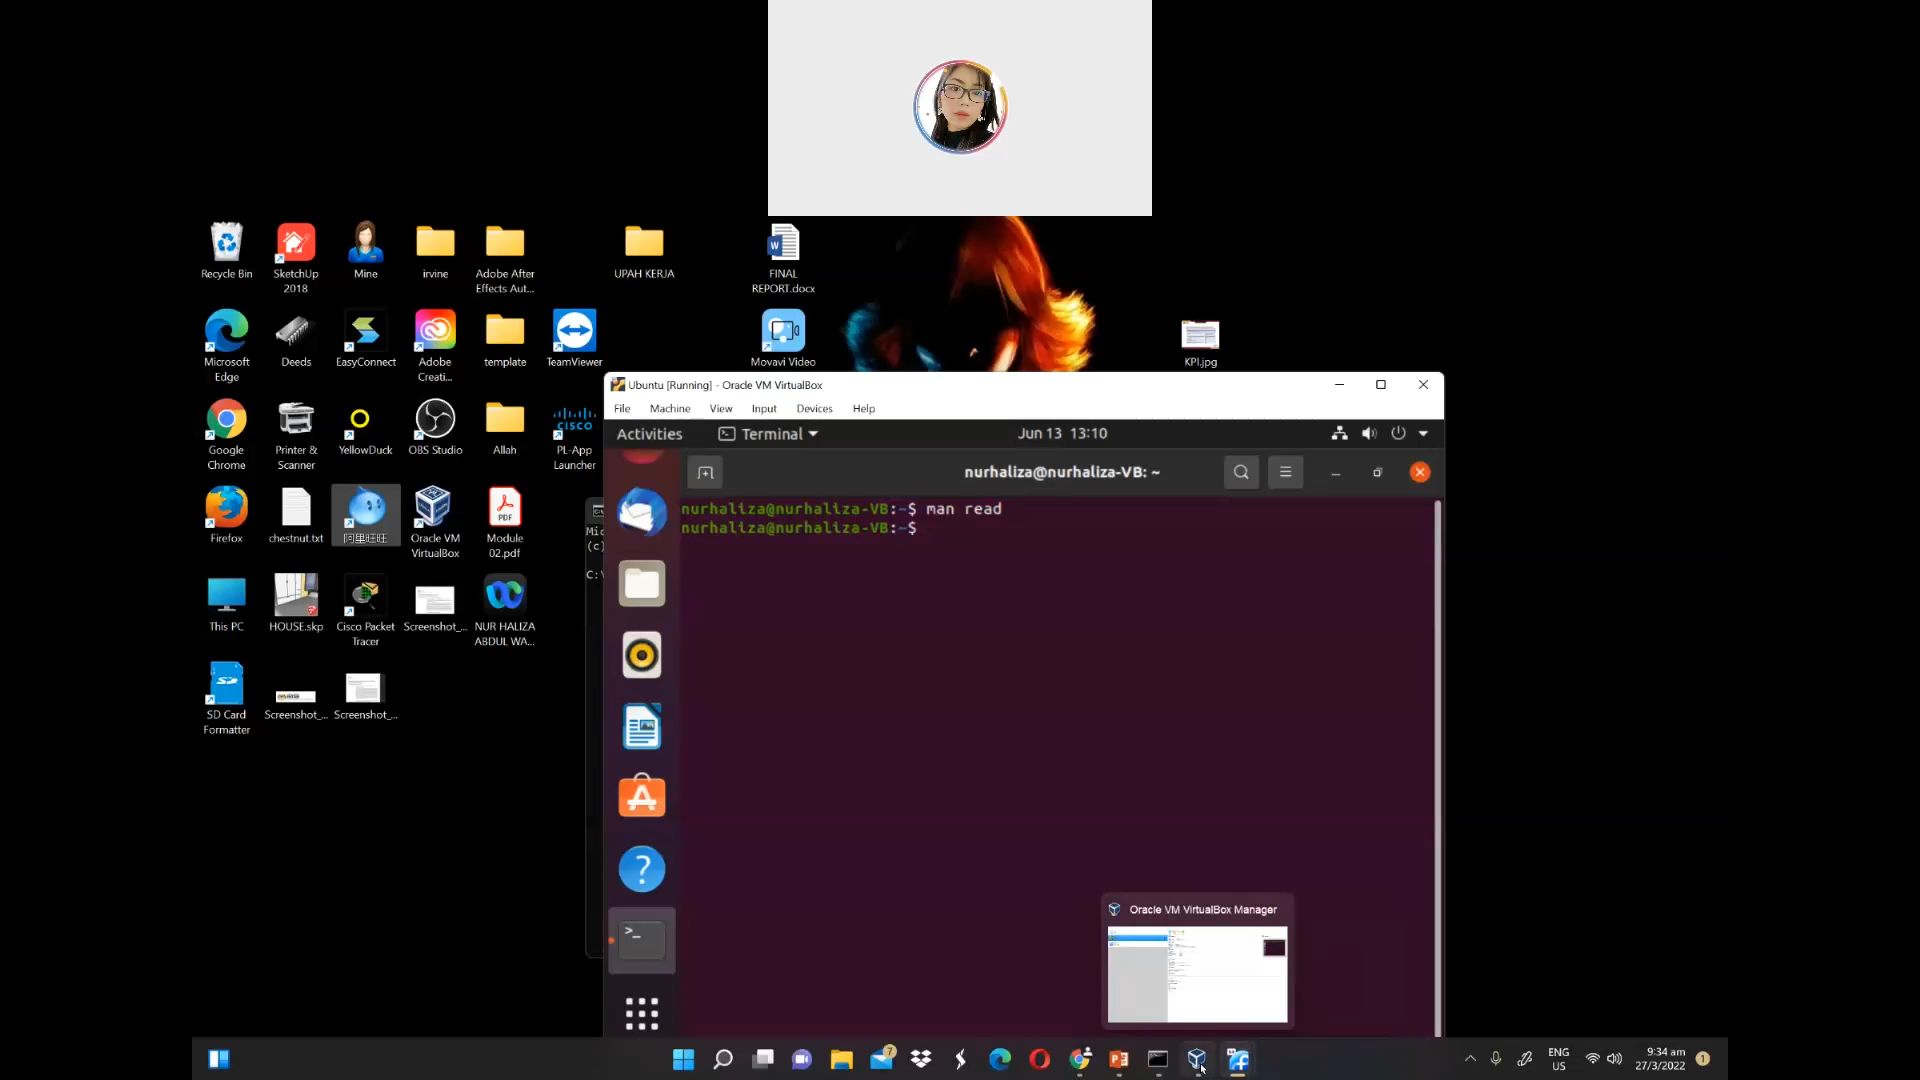 Recycle Bin
SketchUp
2018
Mine
irvine
Adobe After
Effects Aut...
UPAH KERJA
FINAL
REPORT.docx
Microsoft
Edge
Deeds
EasyConnect
Adobe
Creati...
template
TeamViewer
Movavi Video
KPI.jpg
Google
Chrome
Printer &
Scanner
YellowDuck
OBS Studio
Allah
CISCO
PL-App
Launcher
Firefox
chestnut.txt
阿里旺旺
Oracle VM
VirtualBox
PDF
Module
02.pdf
This PC
HOUSE.skp
Cisco Packet
Tracer
Screenshot_...
NUR HALIZA
ABDUL WA...
SD Card
Formatter
Screenshot_...
Screenshot_...
Mic
(c)
C:\
Ubuntu [Running] - Oracle VM VirtualBox
File Machine View Input Devices Help
Activities Terminal Jun 13 13:10
nurhaliza@nurhaliza-VB: ~
nurhaliza@nurhaliza-VB:~$ man read
nurhaliza@nurhaliza-VB:~$
Oracle VM VirtualBox Manager
7
ENG
US
9:34 am
27/3/2022
1